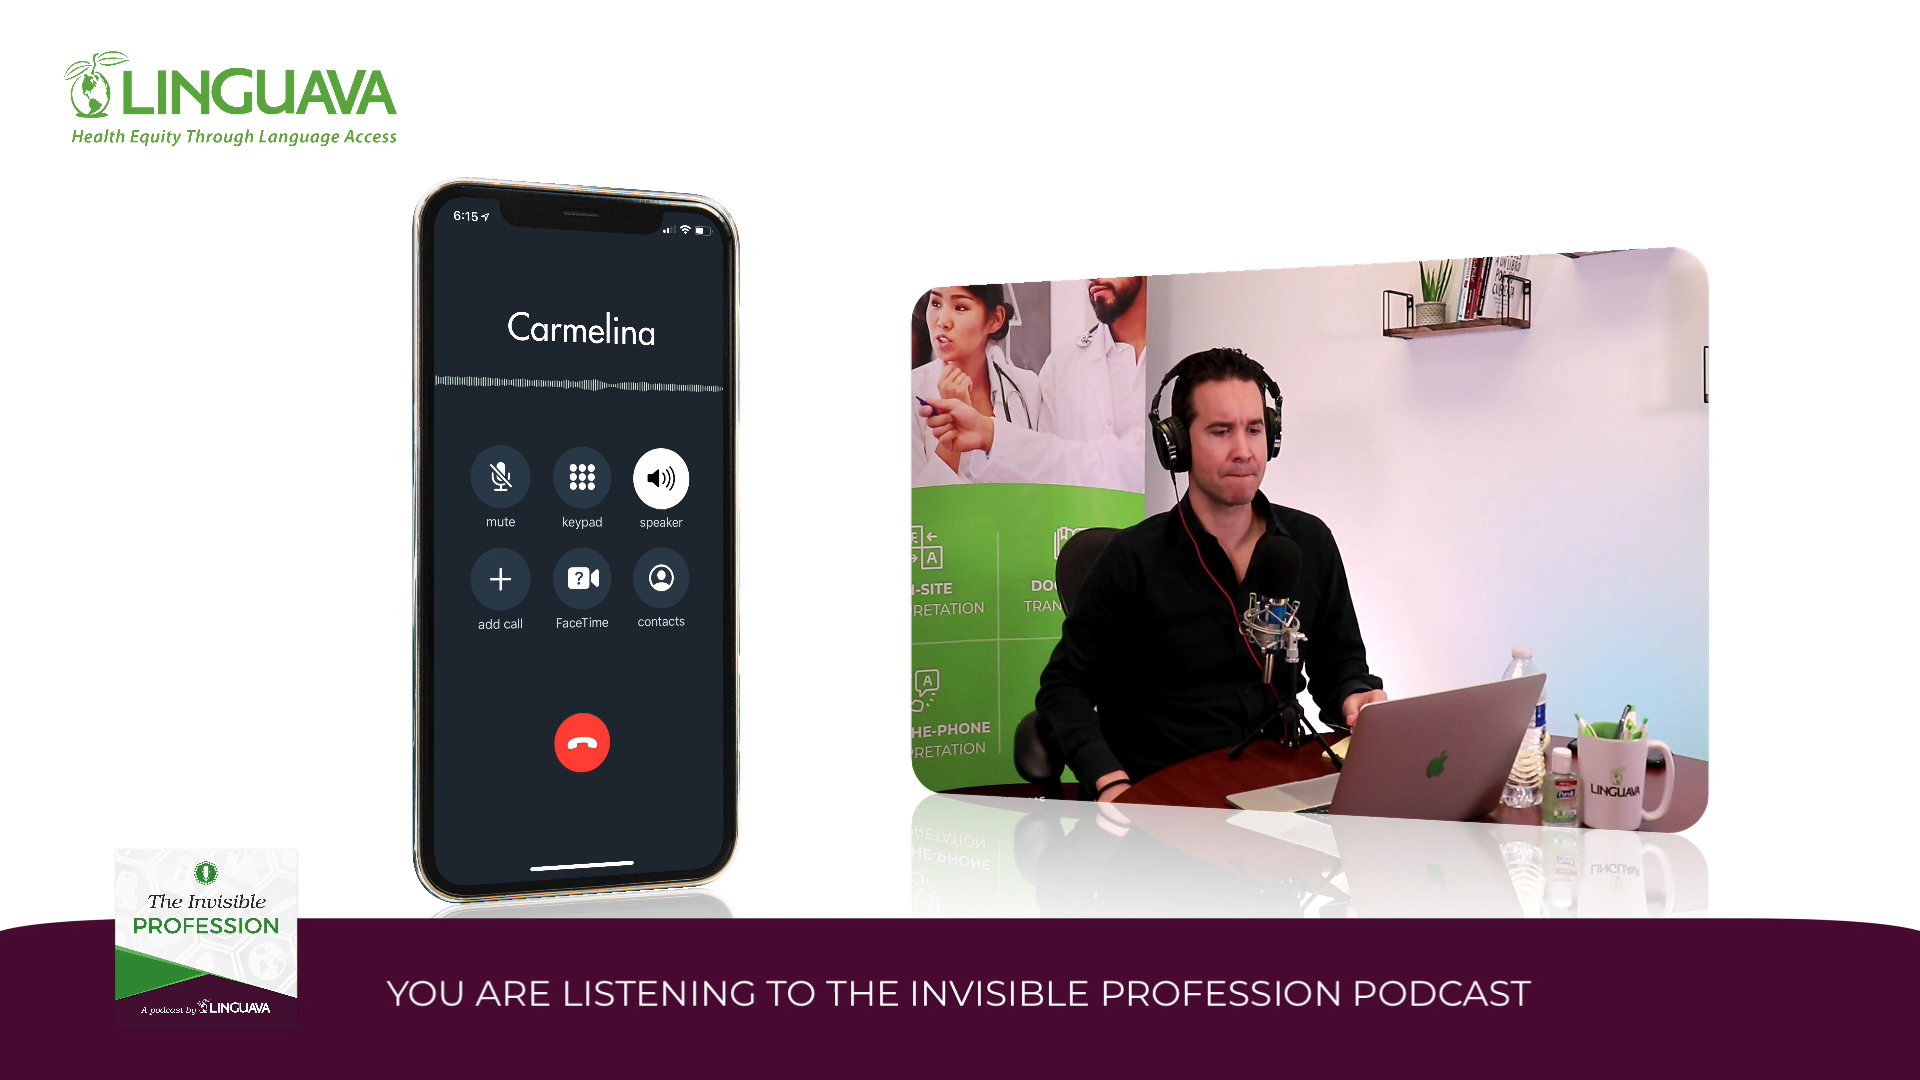 LINGUAVA
Health Equity Through Language Access
6:15
Carmelina
mute
keypad
speaker
add call
FaceTime
contacts
A
I-SITE
RETATION
DO
TRAN
A
HE-PHONE
RETATION
LINGUAVA
The Invisible
PROFESSION
A podcast by LINGUAVA
YOU ARE LISTENING TO THE INVISIBLE PROFESSION PODCAST